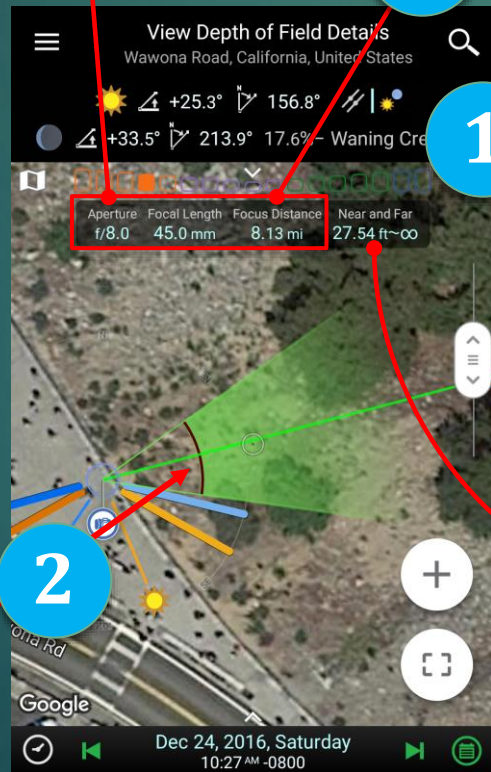 View Depth of Field Details
Wawona Road, California, United States
+25.3° N 156.8°
+33.5° N 213.9° 17.6%- Waning Cre
1
Aperture Focal Length Focus Distance Near and Far
f/8.0 45.0 mm 8.13 mi 27.54 ft~∞
2
ona Rd
Google
Dec 24, 2016, Saturday
10:27 AM -0800